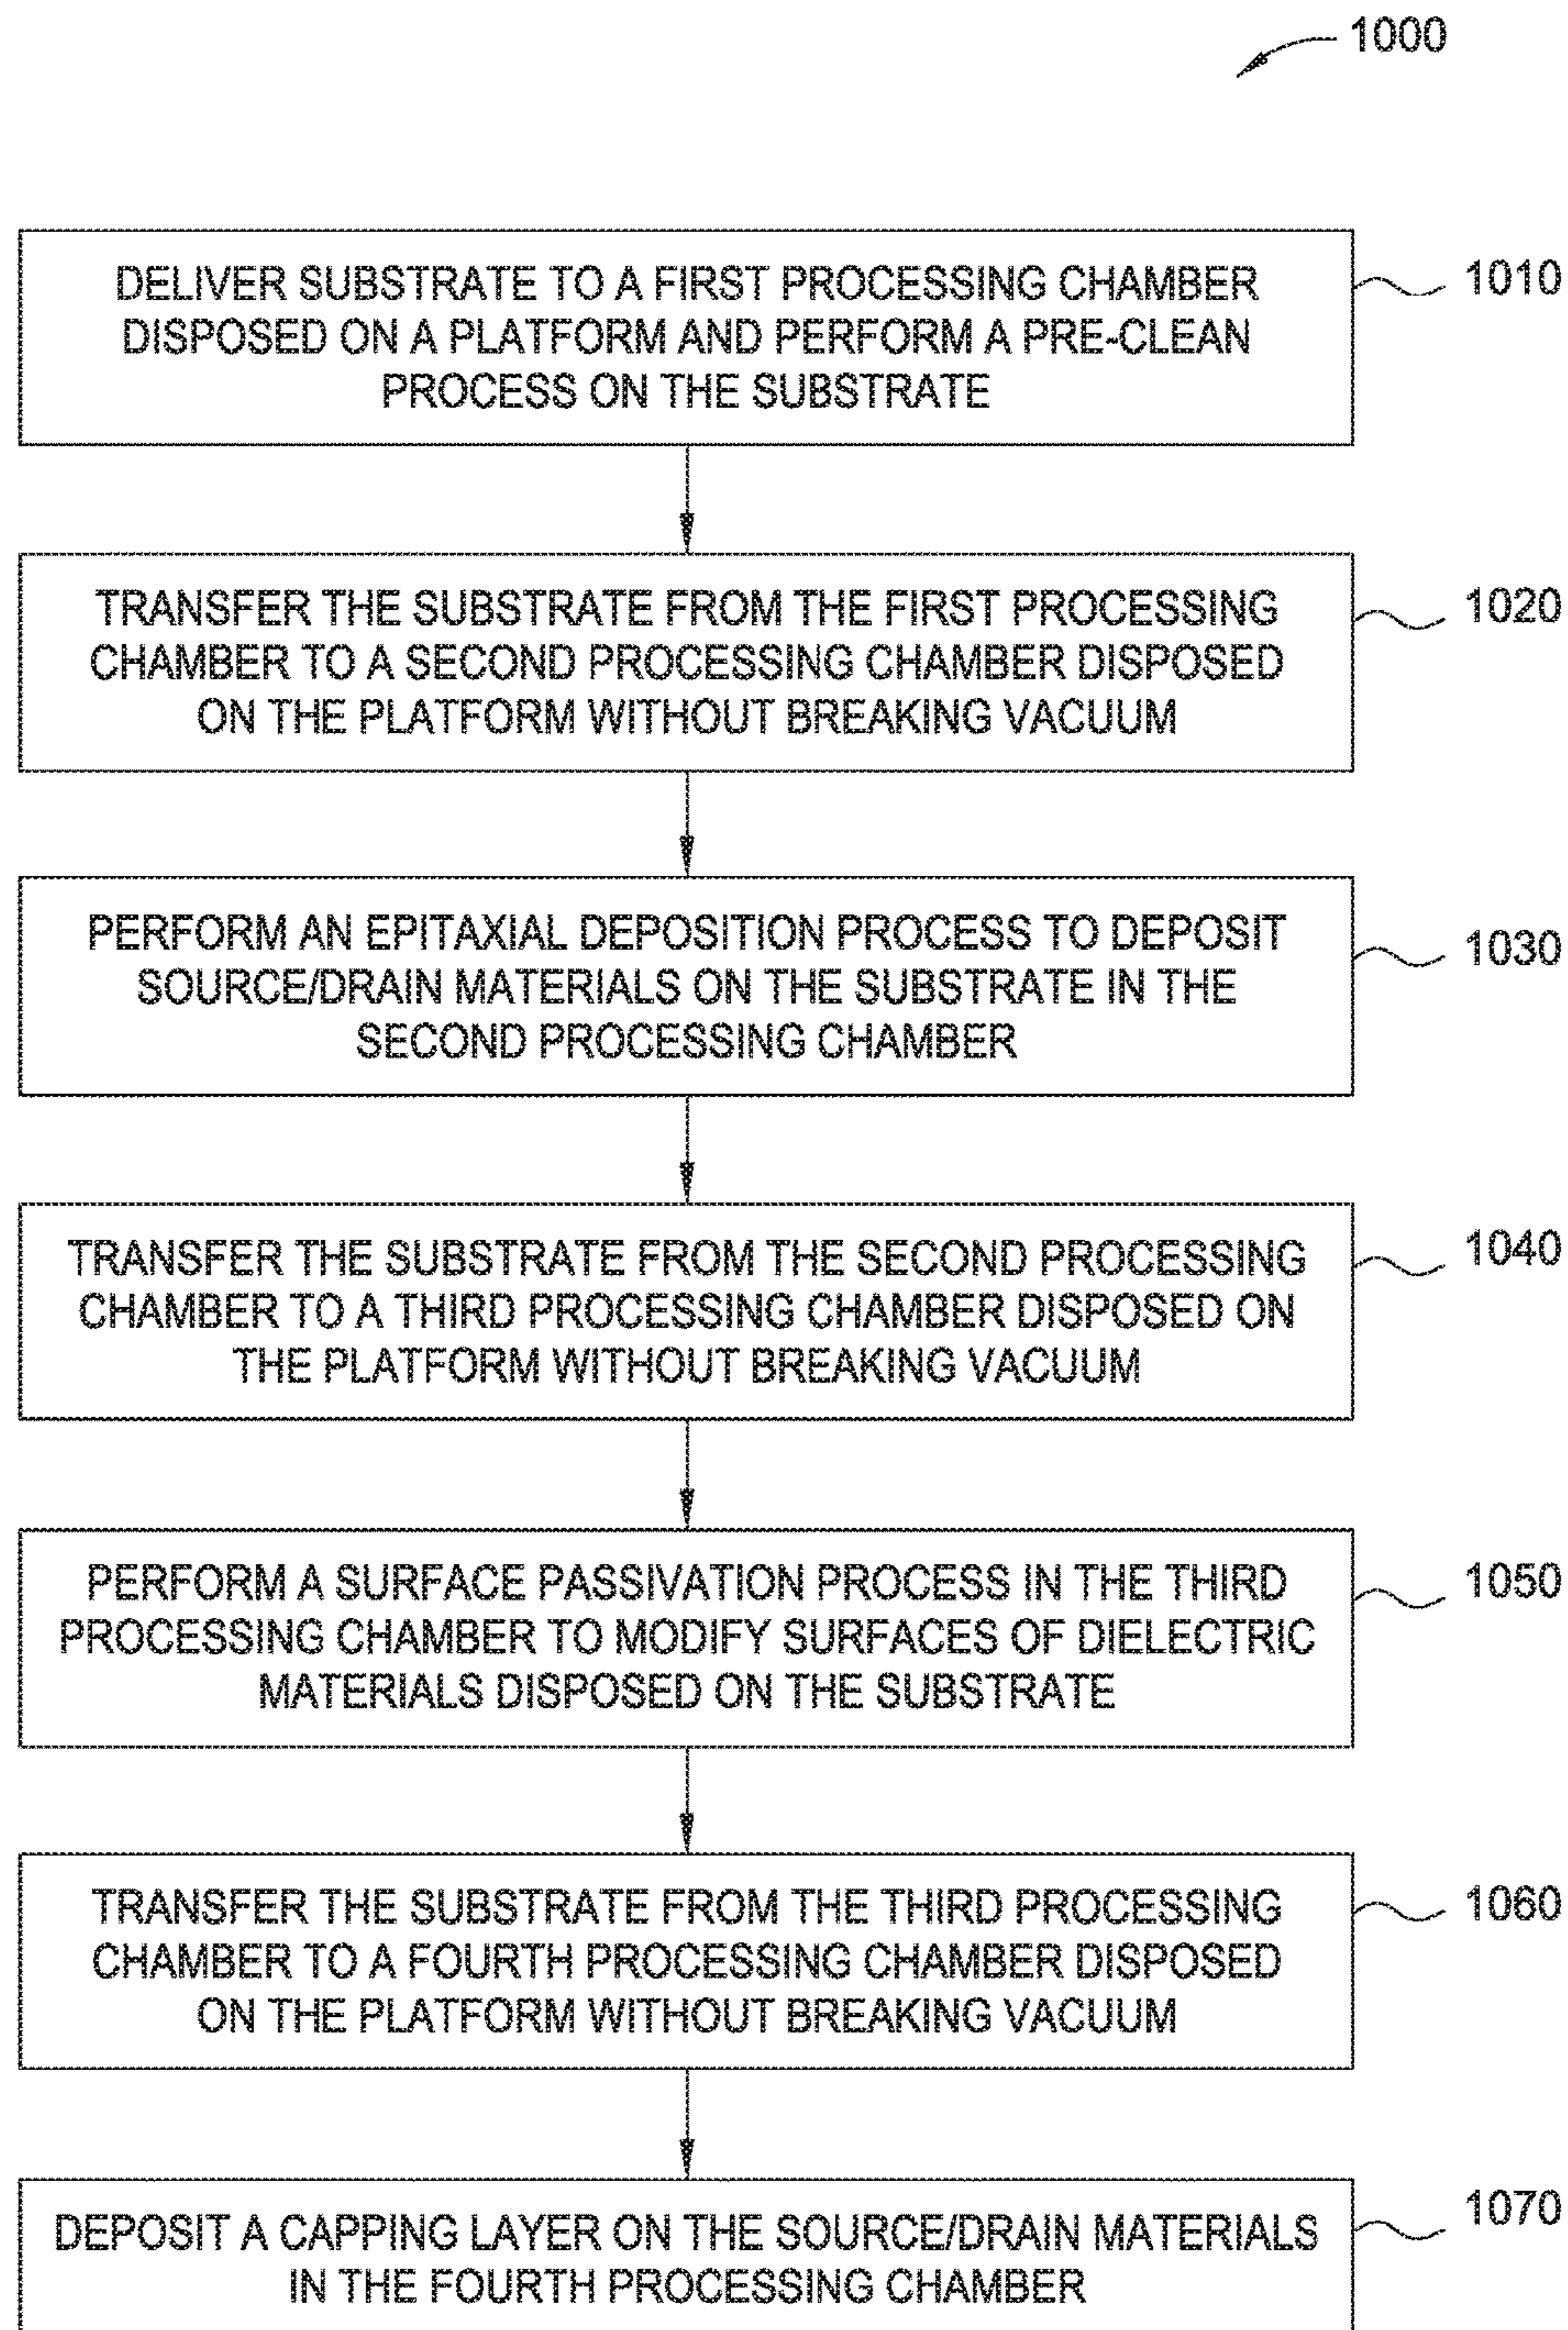 1000
DELIVER SUBSTRATE TO A FIRST PROCESSING CHAMBER
DISPOSED ON A PLATFORM AND PERFORM A PRE-CLEAN
PROCESS ON THE SUBSTRATE
1010
TRANSFER THE SUBSTRATE FROM THE FIRST PROCESSING
CHAMBER TO A SECOND PROCESSING CHAMBER DISPOSED
ON THE PLATFORM WITHOUT BREAKING VACUUM
1020
PERFORM AN EPITAXIAL DEPOSITION PROCESS TO DEPOSIT
SOURCE/DRAIN MATERIALS ON THE SUBSTRATE IN THE
SECOND PROCESSING CHAMBER
1030
TRANSFER THE SUBSTRATE FROM THE SECOND PROCESSING
CHAMBER TO A THIRD PROCESSING CHAMBER DISPOSED ON
THE PLATFORM WITHOUT BREAKING VACUUM
1040
PERFORM A SURFACE PASSIVATION PROCESS IN THE THIRD
PROCESSING CHAMBER TO MODIFY SURFACES OF DIELECTRIC
MATERIALS DISPOSED ON THE SUBSTRATE
1050
TRANSFER THE SUBSTRATE FROM THE THIRD PROCESSING
CHAMBER TO A FOURTH PROCESSING CHAMBER DISPOSED
ON THE PLATFORM WITHOUT BREAKING VACUUM
1060
DEPOSIT A CAPPING LAYER ON THE SOURCE/DRAIN MATERIALS
IN THE FOURTH PROCESSING CHAMBER
1070